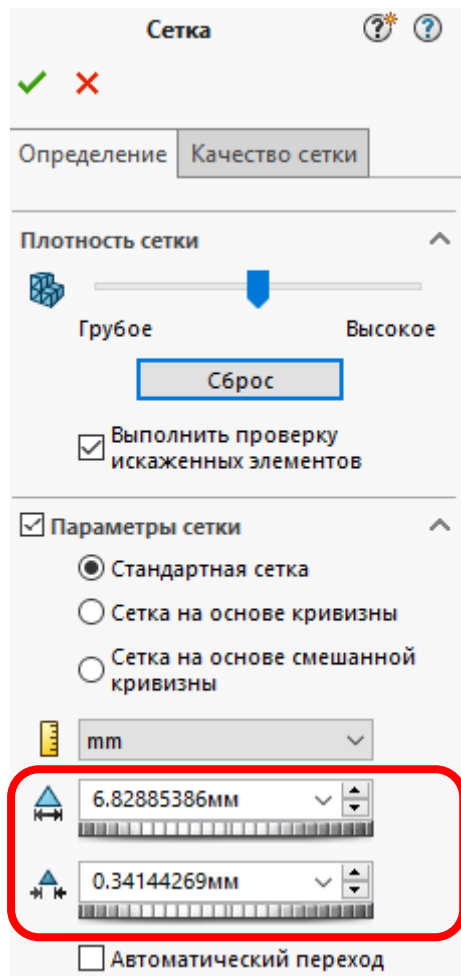 Сетка
Определение Качество сетки
Плотность сетки
Грубое Высокое
Сброс
Выполнить проверку
искаженных элементов
Параметры сетки
Стандартная сетка
Сетка на основе кривизны
Сетка на основе смешанной
кривизны
mm
6.82885386мм
0.34144269мм
Автоматический переход